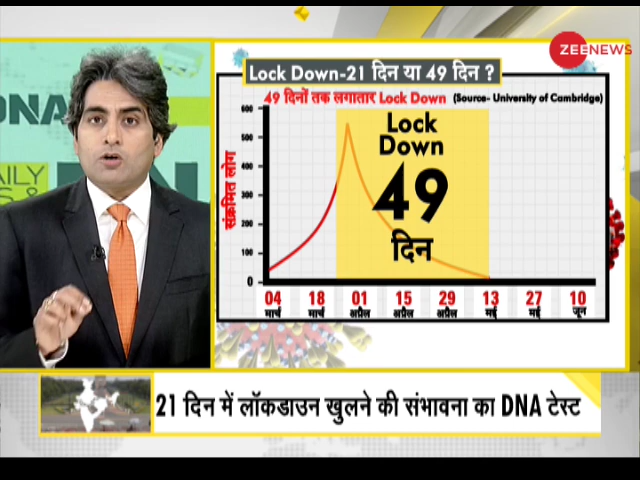 ZEE NEWS
Lock Down-21 दिन या 49 दिन ?
49 दिनों तक लगातार Lock Down (Source- University of Cambridge)
संक्रमित लोग
600
500
400
300
200
100
0
Lock
Down
49
दिन
04 18 01 15 29 13 27 10
मार्च मार्च अप्रैल अप्रैल अप्रैल मई मई जून
DNA
21 दिन में लॉकडाउन खुलने की संभावना का DNA टेस्ट